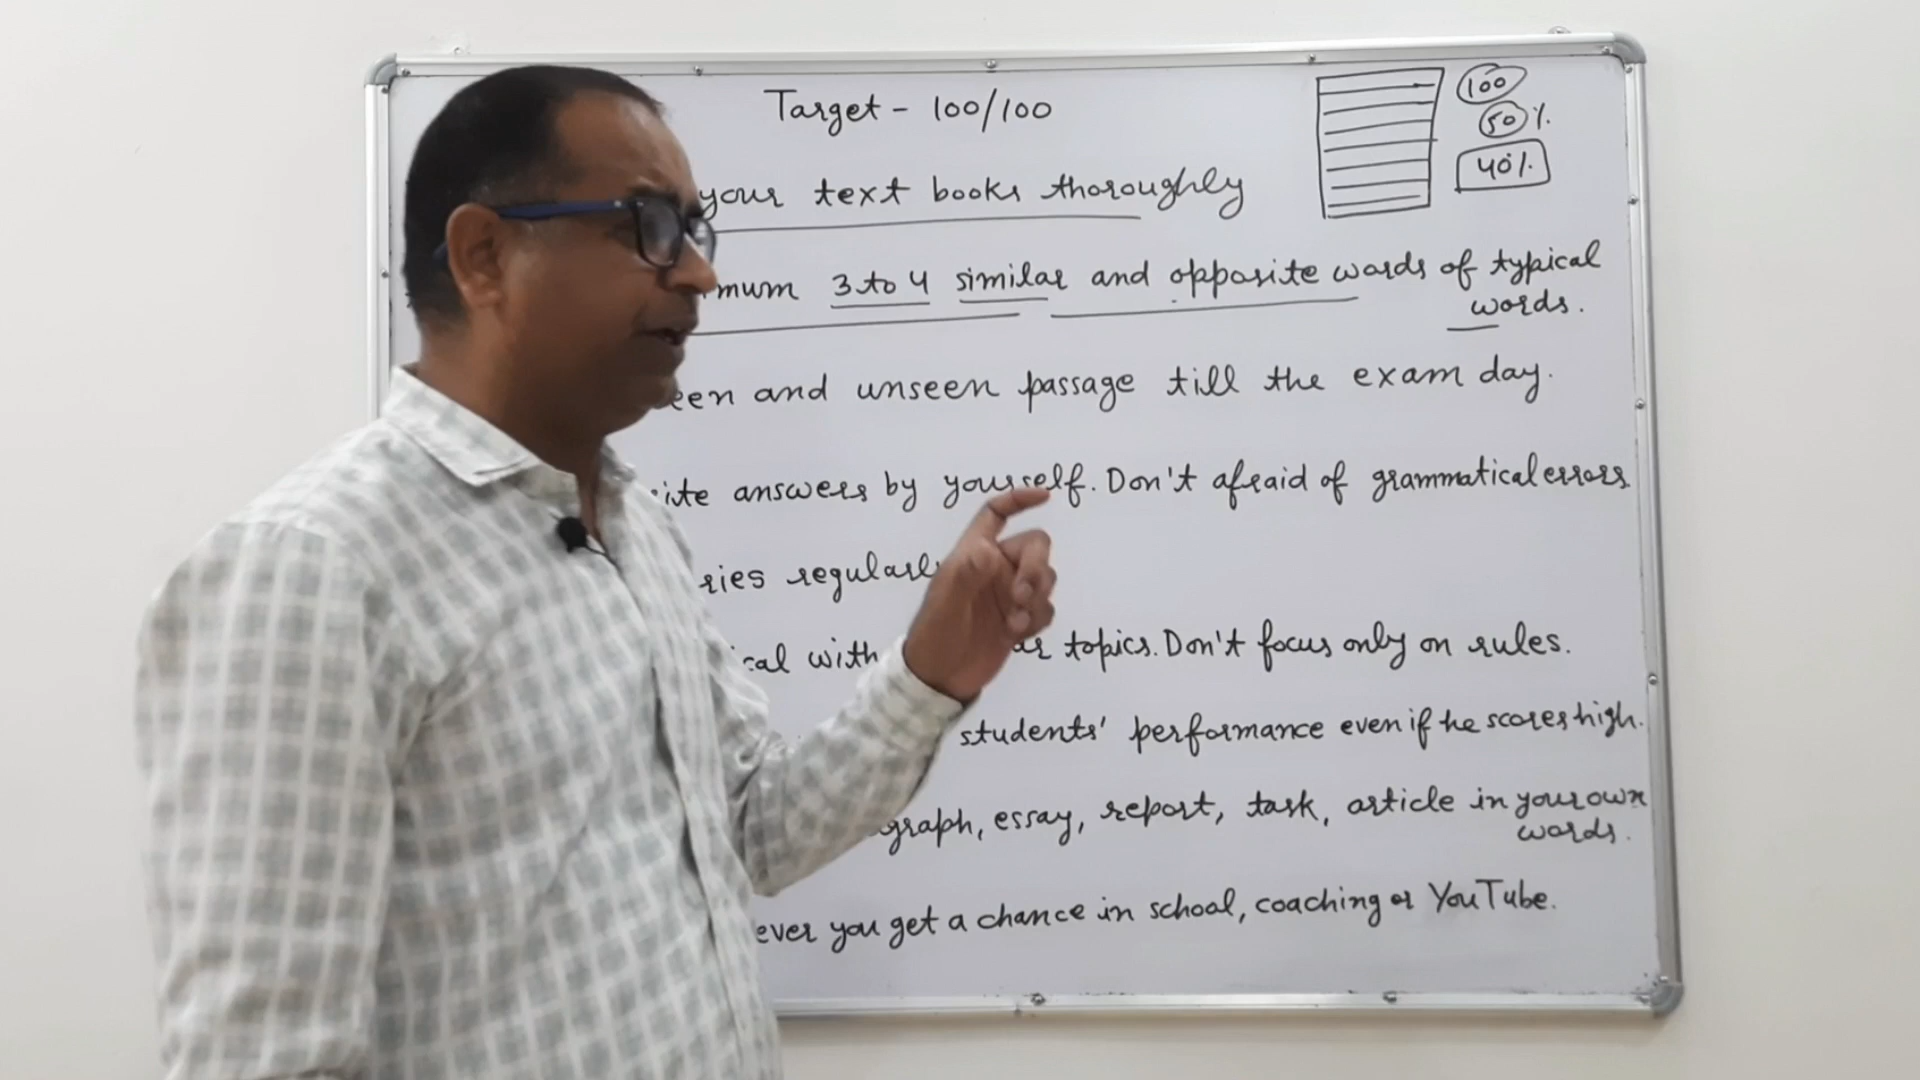 Target - 100/100
100
50 %.
40%.
your text books thoroughly
mum 3 to 4 similar and opposite words of typical
words.
een and unseen passage till the exam day.
ite answers by yourself. Don't afraid of grammatical errors
ries regularl
cal with ar topics. Don't focus only on rules.
students' performance even if he scores high.
graph, essay, report, task, article in your own
words.
ever you get a chance in school, coaching or YouTube.